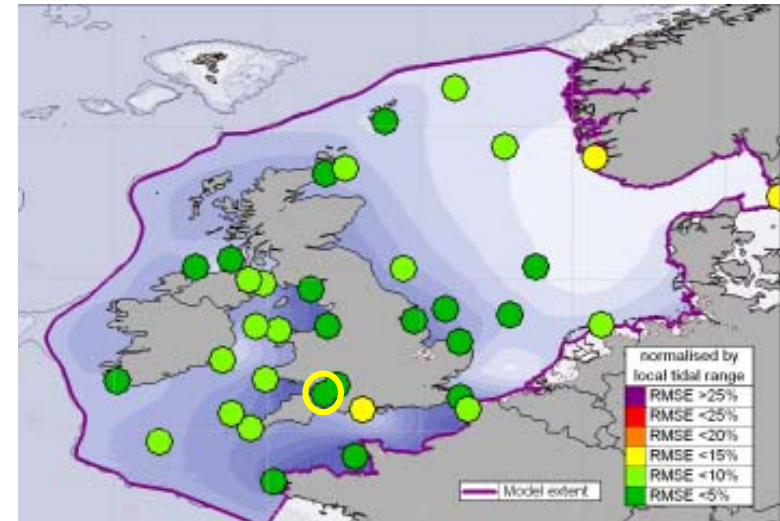 normalised by
local tidal range
RMSE >25%
RMSE <25%
RMSE <20%
RMSE <15%
RMSE <10%
RMSE <5%
Model extent